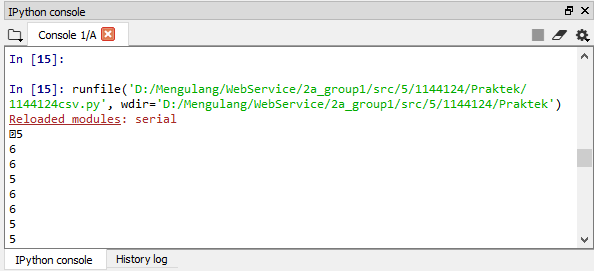 IPython console
Console 1/A
In [15]:
In [15]: runfile('D:/Mengulang/WebService/2a_group1/src/5/1144124/Praktek/
1144124csv.py', wdir='D:/Mengulang/WebService/2a_group1/src/5/1144124/Praktek')
Reloaded modules: serial
5
6
6
5
6
6
5
5
IPython console
History log